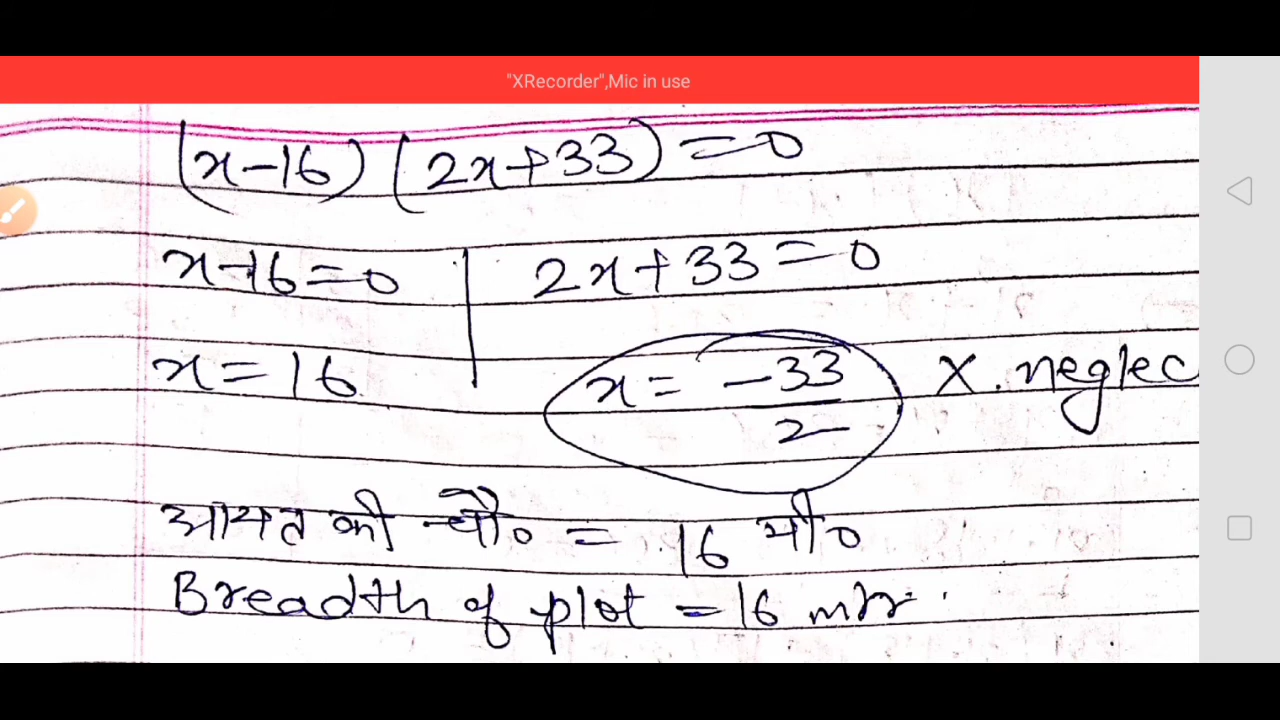 "XRecorder",Mic in use
(x-16) (2x+33) = 0
x-16=0 | 2x+33=0
x=16 x= -33/2 X. neglec
आयत की चौ० = 16 मी०
Breadth of plot = 16 mtr.